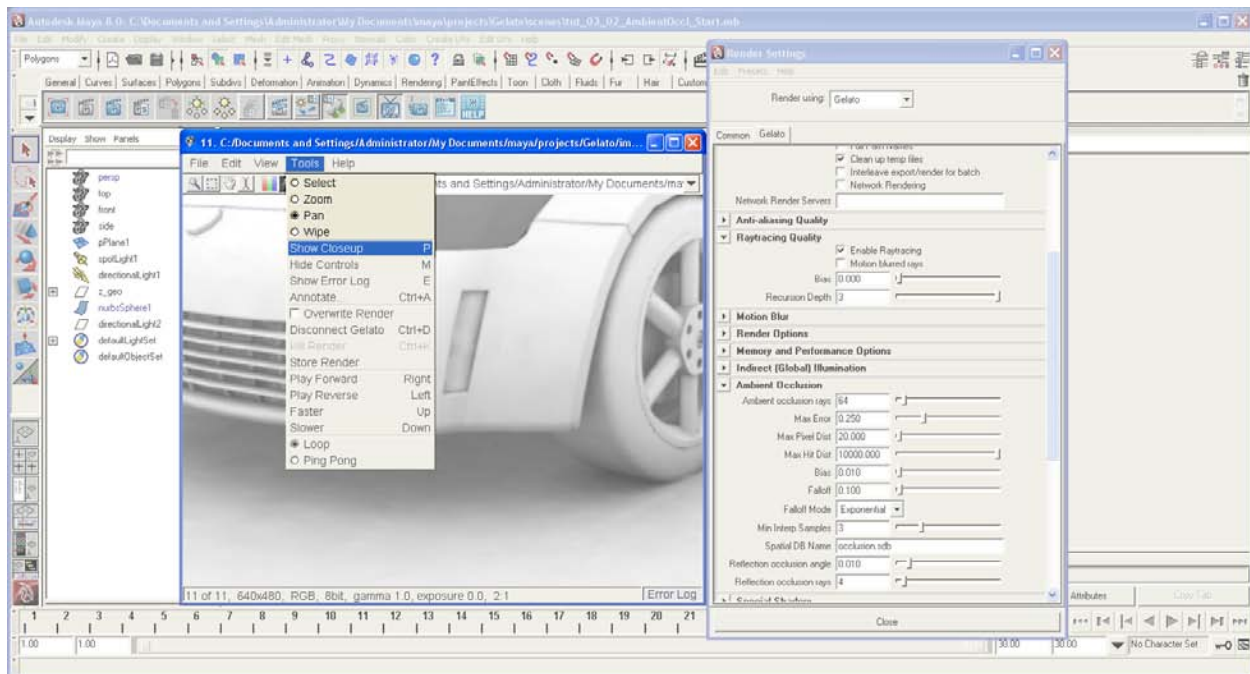 Autodesk Maya 8.0: C:\Documents and Settings\Administrator\My Documents\maya\projects\Gelato\scenes\tut_03_02_AmbientOccl_Start.mb
Polygons
General Curves Surfaces Polygons Subdivs Deformation Animation Dynamics Rendering PaintEffects Toon Cloth Fluids Fur Hair Custom
Display Show Panels
persp
top
front
side
pPlane1
spotLight1
directionalLight1
z_geo
nurbsSphere1
directionalLight2
defaultLightSet
defaultObjectSet
11. C:/Documents and Settings/Administrator/My Documents/maya/projects/Gelato/im...
File Edit View Tools Help
ts and Settings/Administrator/My Documents/ma
Select
Zoom
Pan
Wipe
Show Closeup P
Hide Controls M
Show Error Log E
Annotate... Ctrl+A
Overwrite Render
Disconnect Gelato Ctrl+D
Kill Render Ctrl+K
Store Render
Play Forward Right
Play Reverse Left
Faster Up
Slower Down
Loop
Ping Pong
11 of 11, 640x480, RGB, 8bit, gamma 1.0, exposure 0.0, 2:1 Error Log
Render Settings
Edit Presets Help
Render using: Gelato
Common Gelato
Clean up temp files
Interleave export/render for batch
Network Rendering
Network Render Servers
Anti-aliasing Quality
Raytracing Quality
Enable Raytracing
Motion blurred rays
Bias 0.000
Recursion Depth 3
Motion Blur
Render Options
Memory and Performance Options
Indirect (Global) Illumination
Ambient Occlusion
Ambient occlusion rays 64
Max Error 0.250
Max Pixel Dist 20.000
Max Hit Dist 10000.000
Bias 0.010
Falloff 0.100
Falloff Mode Exponential
Min Interp Samples 3
Spatial DB Name occlusion.sdb
Reflection occlusion angle 0.010
Reflection occlusion rays 4
Special Shaders
Close
Attributes Copy Tab
1 2 3 4 5 6 7 8 9 10 11 12 13 14 15 16 17 18 19 20 21
1.00 1.00 30.00 30.00 No Character Set